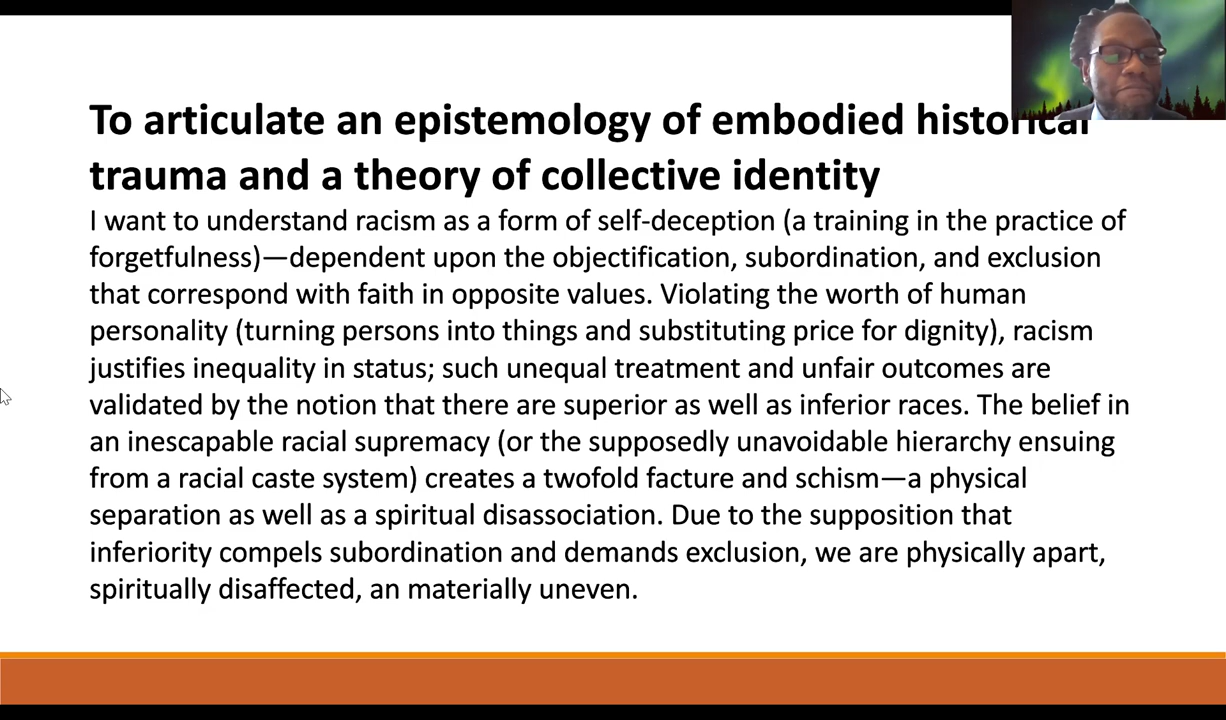 To articulate an epistemology of embodied historical
trauma and a theory of collective identity
I want to understand racism as a form of self-deception (a training in the practice of
forgetfulness)—dependent upon the objectification, subordination, and exclusion
that correspond with faith in opposite values. Violating the worth of human
personality (turning persons into things and substituting price for dignity), racism
justifies inequality in status; such unequal treatment and unfair outcomes are
validated by the notion that there are superior as well as inferior races. The belief in
an inescapable racial supremacy (or the supposedly unavoidable hierarchy ensuing
from a racial caste system) creates a twofold facture and schism—a physical
separation as well as a spiritual disassociation. Due to the supposition that
inferiority compels subordination and demands exclusion, we are physically apart,
spiritually disaffected, an materially uneven.